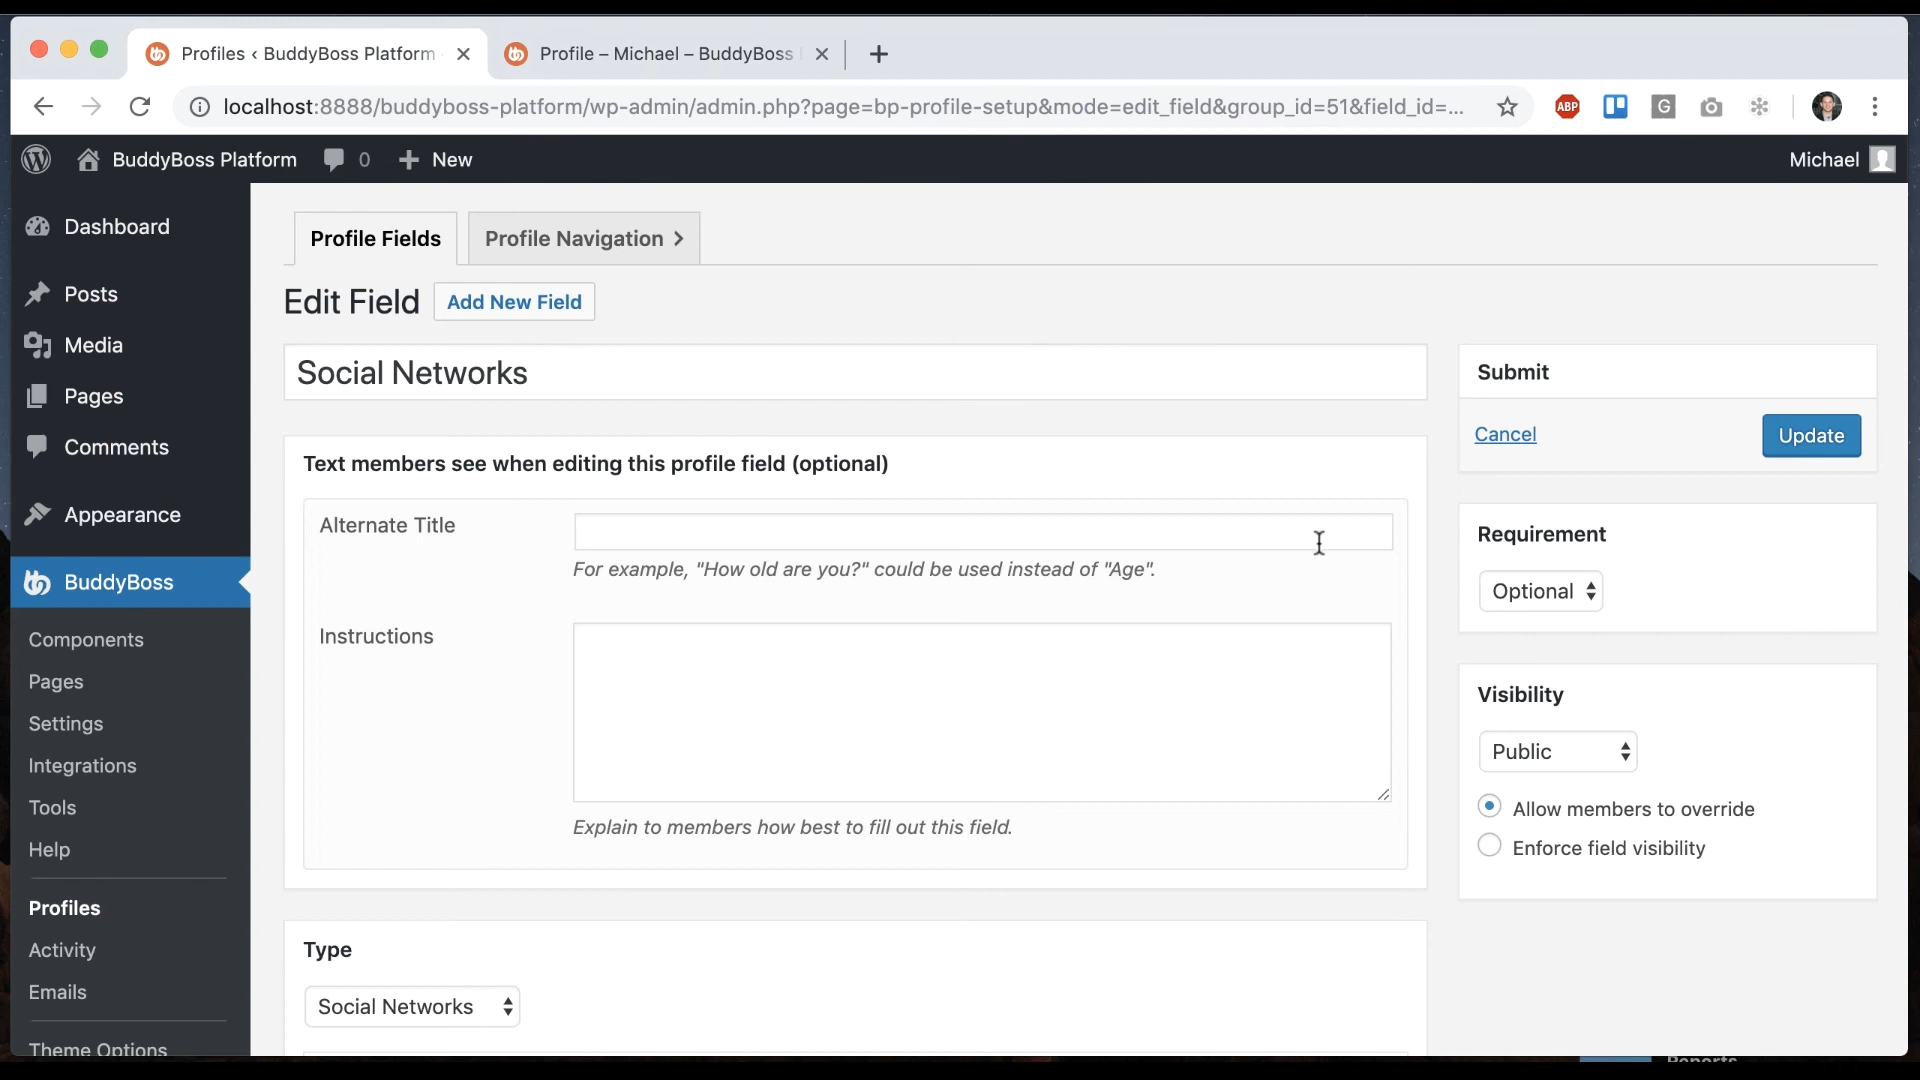 Profiles ‹ BuddyBoss Platform
Profile – Michael – BuddyBoss
localhost:8888/buddyboss-platform/wp-admin/admin.php?page=bp-profile-setup&mode=edit_field&group_id=51&field_id=...
ABP
G
BuddyBoss Platform
0
New
Michael
Dashboard
Posts
Media
Pages
Comments
Appearance
BuddyBoss
Components
Pages
Settings
Integrations
Tools
Help
Profiles
Activity
Emails
Theme Options
Profile Fields
Profile Navigation
Edit Field
Add New Field
Social Networks
Text members see when editing this profile field (optional)
Alternate Title
For example, "How old are you?" could be used instead of "Age".
Instructions
Explain to members how best to fill out this field.
Type
Social Networks
Submit
Cancel
Update
Requirement
Optional
Visibility
Public
Allow members to override
Enforce field visibility
Reports